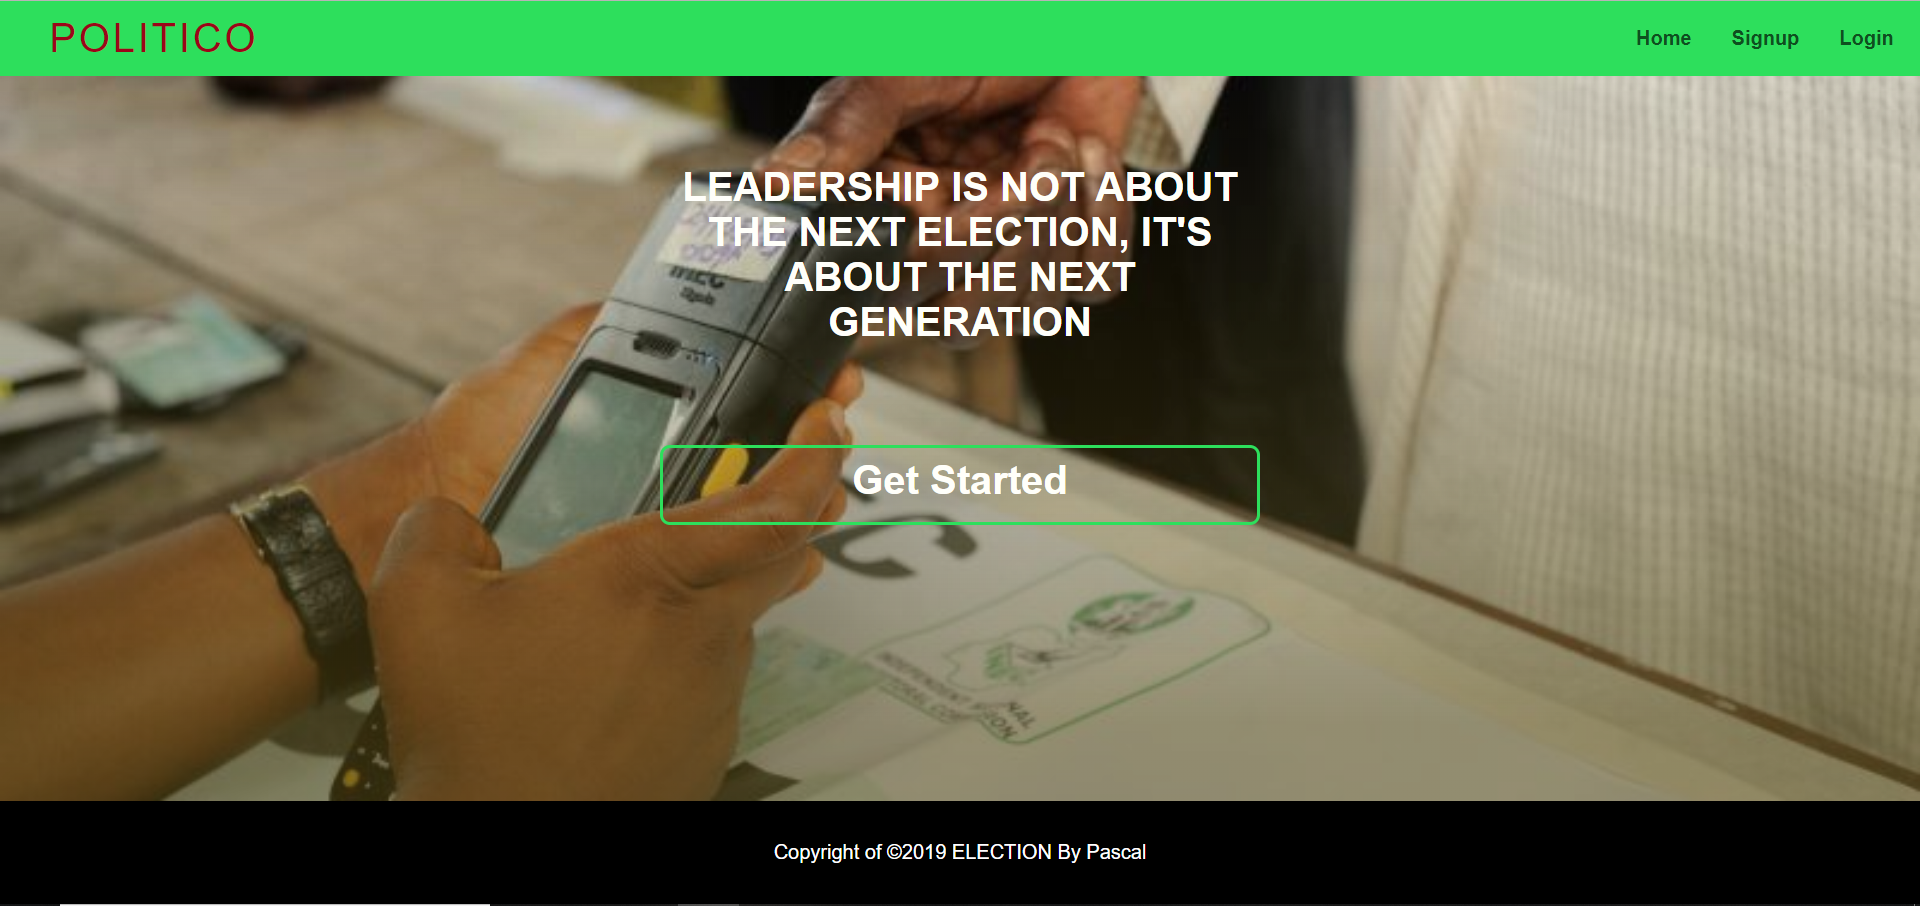 POLITICO
Home Signup Login
LEADERSHIP IS NOT ABOUT
THE NEXT ELECTION, IT'S
ABOUT THE NEXT
GENERATION
Get Started
INDEPENDENT
Copyright of ©2019 ELECTION By Pascal